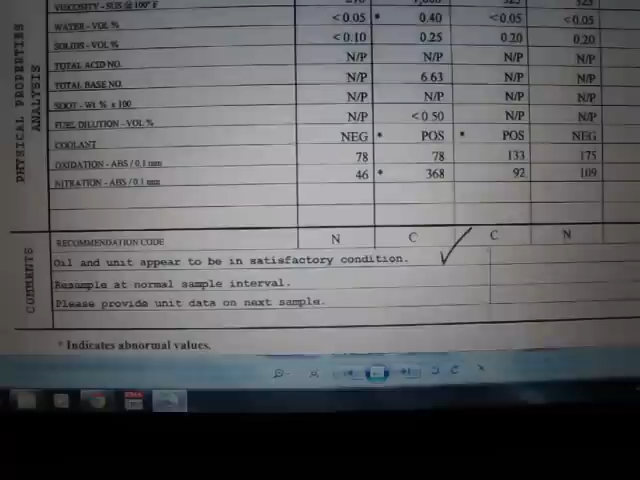 VISCOSITY - SUS @ 100° F 323
WATER - VOL % <0.05 * 0.40 <0.05 <0.05
SOLIDS - VOL % <0.10 0.25 0.20 0.20
TOTAL ACID NO. N/P N/P N/P N/P
TOTAL BASE NO. N/P 6.63 N/P N/P
SOOT - Wt % x 100 N/P N/P N/P N/P
FUEL DILUTION - VOL % N/P <0.50 N/P N/P
COOLANT NEG * POS * POS NEG
OXIDATION - ABS / 0.1 mm 78 78 133 175
NITRATION - ABS / 0.1 mm 46 * 368 92 109
PHYSICAL PROPERTIES
ANALYSIS
RECOMMENDATION CODE N C C N
COMMENTS
Oil and unit appear to be in satisfactory condition.
Resample at normal sample interval.
Please provide unit data on next sample.
* Indicates abnormal values.